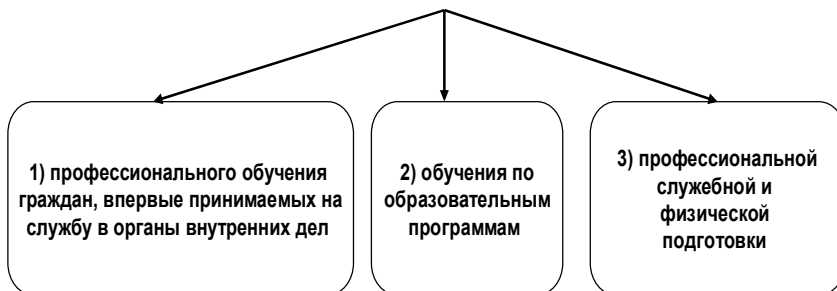 1) профессионального обучения
граждан, впервые принимаемых на
службу в органы внутренних дел
2) обучения по
образовательным
программам
3) профессиональной
служебной и
физической
подготовки